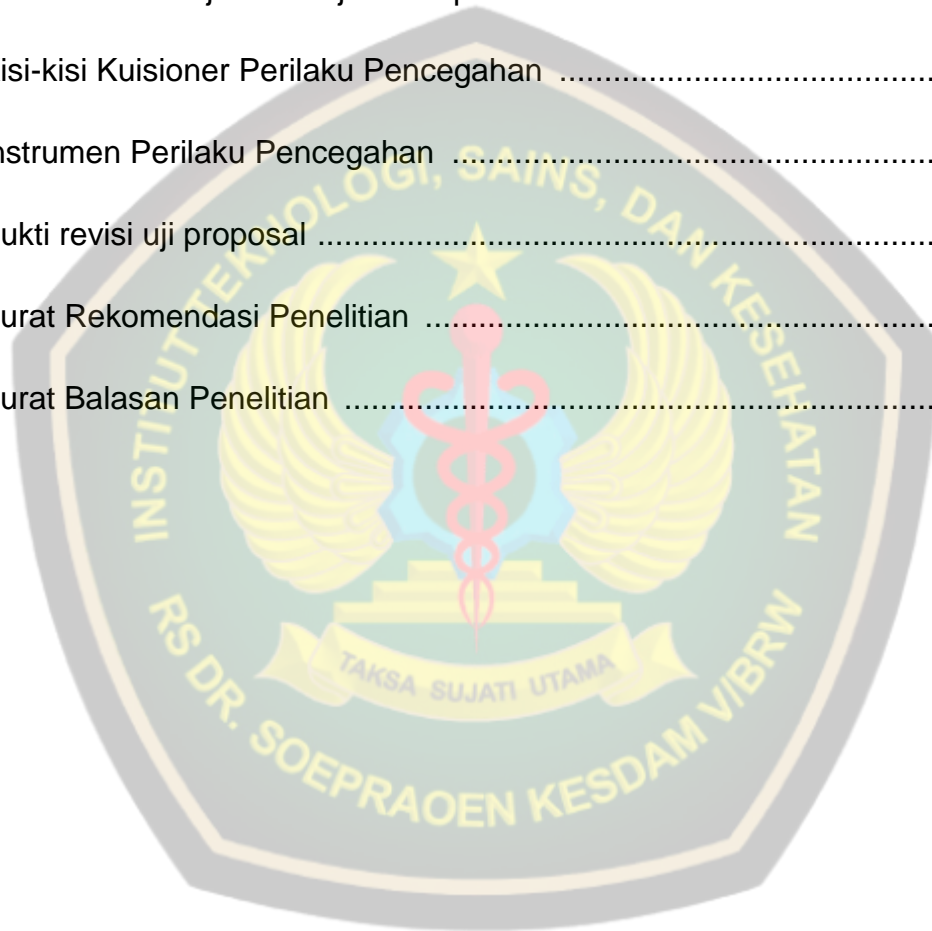 isi-kisi Kuisioner Perilaku Pencegahan ................................................
nstrumen Perilaku Pencegahan ................................................
ukti revisi uji proposal ................................................
urat Rekomendasi Penelitian ................................................
urat Balasan Penelitian ................................................
INSTITUT TEKNOLOGI, SAINS, DAN KESEHATAN
TAKSA SUJATI UTAMA
RS DR. SOEPRAOEN KESDAM V/BRW